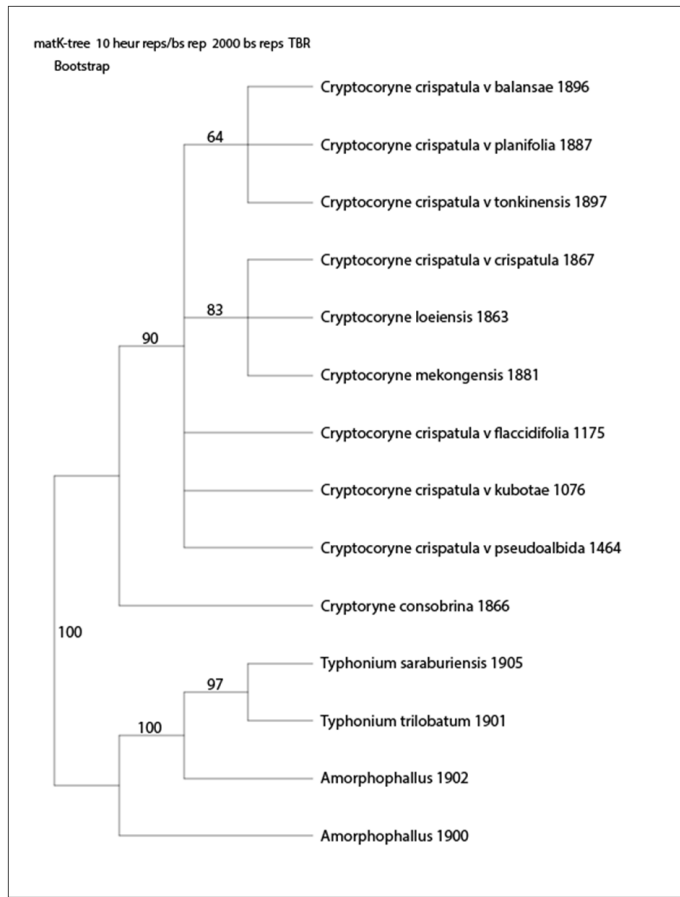 matK-tree 10 heur reps/bs rep 2000 bs reps TBR
Bootstrap
Cryptocoryne crispatula v balansae 1896
64
Cryptocoryne crispatula v planifolia 1887
Cryptocoryne crispatula v tonkinensis 1897
Cryptocoryne crispatula v crispatula 1867
83
Cryptocoryne loeiensis 1863
90
Cryptocoryne mekongensis 1881
Cryptocoryne crispatula v flaccidifolia 1175
Cryptocoryne crispatula v kubotae 1076
Cryptocoryne crispatula v pseudoalbida 1464
Cryptoryne consobrina 1866
100
Typhonium saraburiensis 1905
97
Typhonium trilobatum 1901
100
Amorphophallus 1902
Amorphophallus 1900